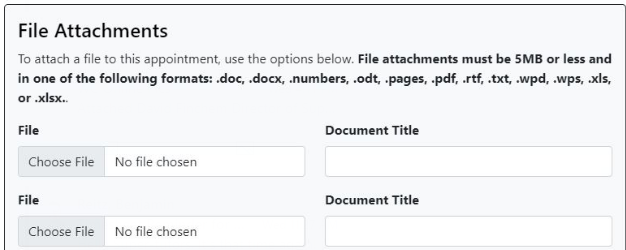 File Attachments
To attach a file to this appointment, use the options below. File attachments must be 5MB or less and
in one of the following formats: .doc, .docx, .numbers, .odt, .pages, .pdf, .rtf, .txt, .wpd, .wps, .xls,
or .xlsx..
File Document Title
Choose File No file chosen
File Document Title
Choose File No file chosen